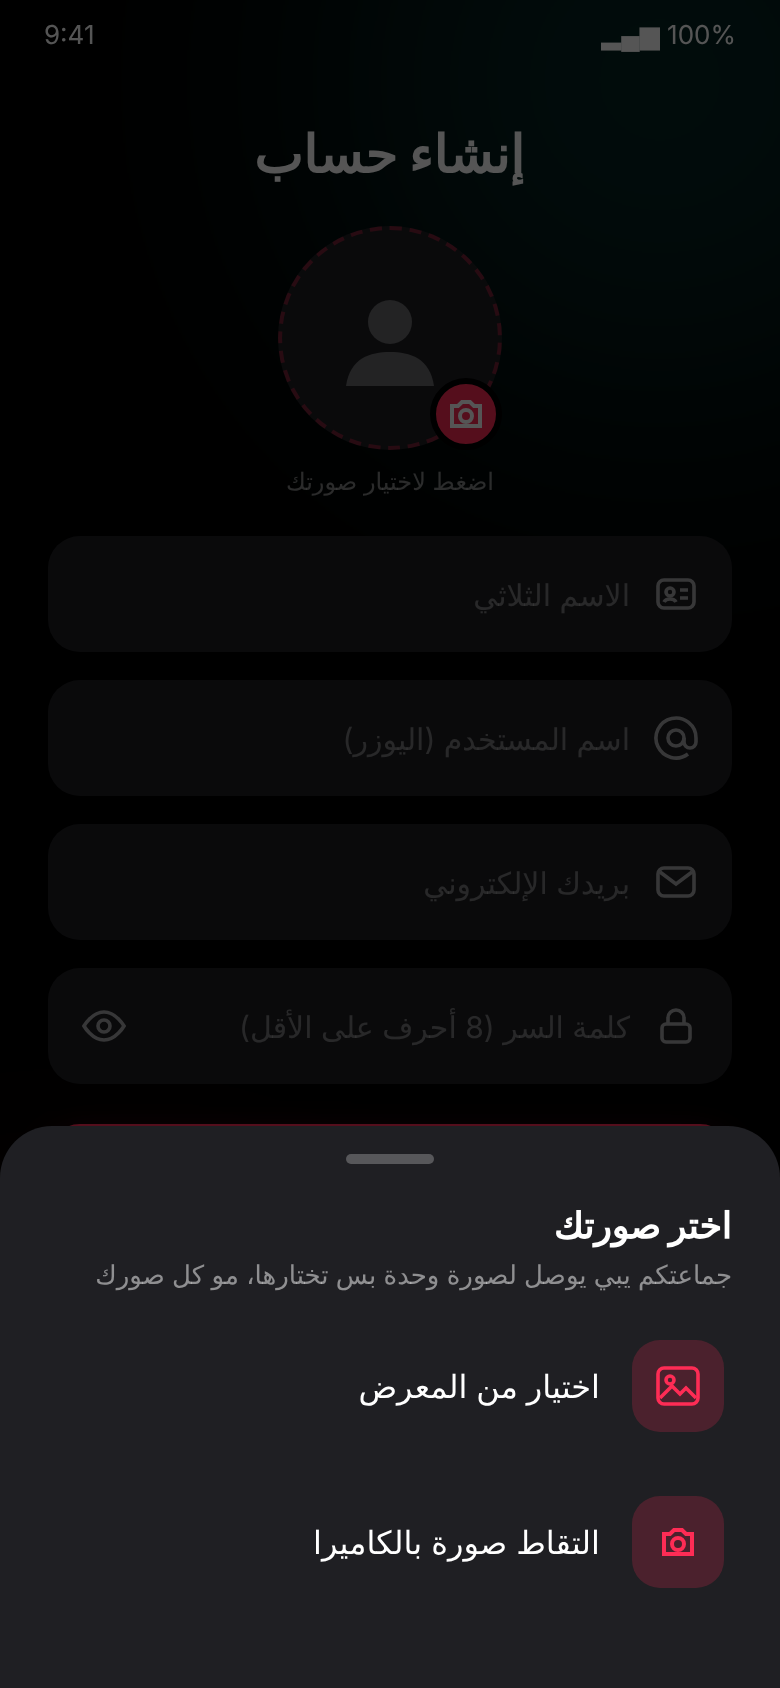 9:41
100%
إنشاء حساب
اضغط لاختيار صورتك
الاسم الثلاثي
اسم المستخدم (اليوزر)
بريدك الإلكتروني
كلمة السر (8 أحرف على الأقل)
اختر صورتك
جماعتكم يبي يوصل لصورة وحدة بس تختارها، مو كل صورك
اختيار من المعرض
التقاط صورة بالكاميرا